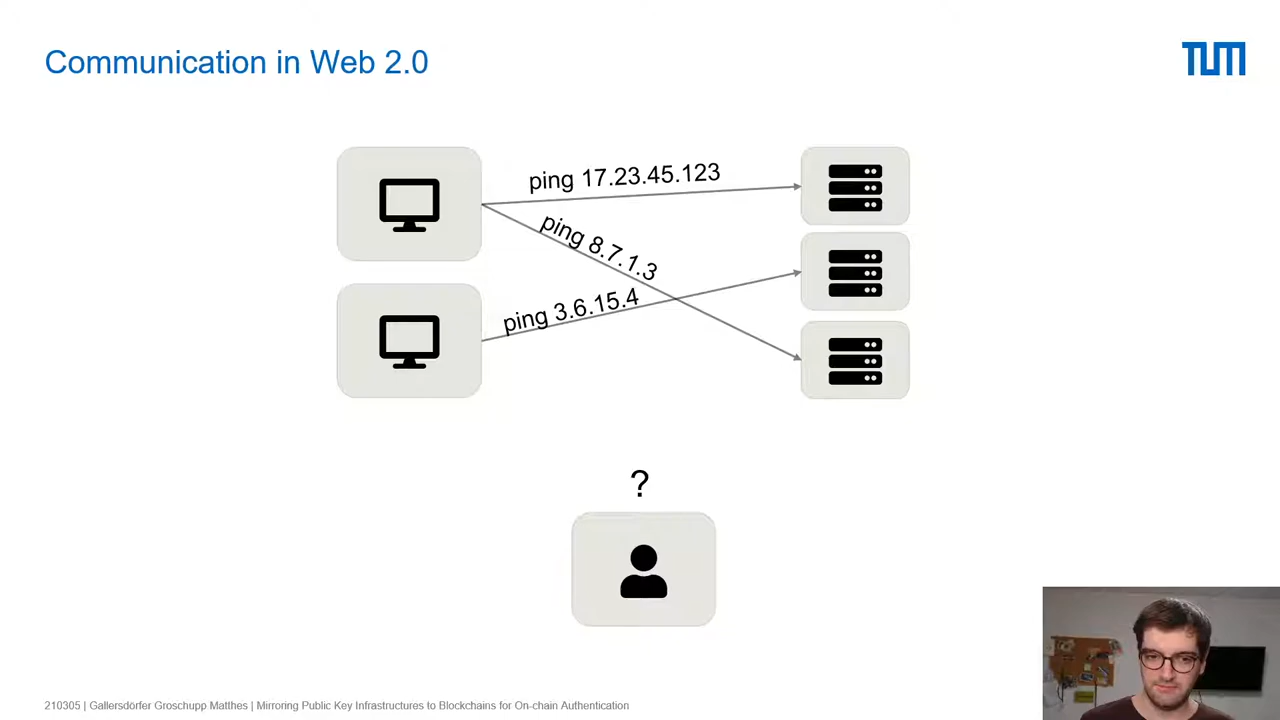 Communication in Web 2.0
TUM
ping 17.23.45.123
ping 8.7.1.3
ping 3.6.15.4
?
210305 | Gallersdörfer Groschupp Matthes | Mirroring Public Key Infrastructures to Blockchains for On-chain Authentication